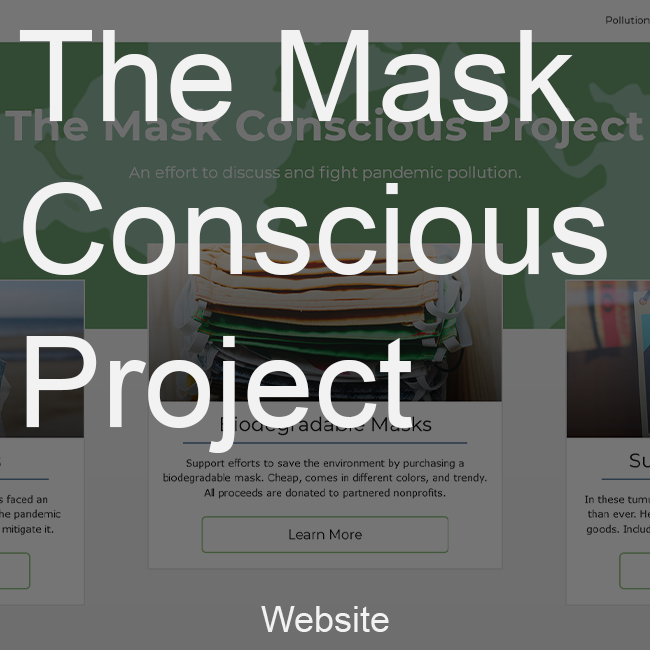 Pollution
The Mask
The Mask Conscious Project
An effort to discuss and fight pandemic pollution.
Conscious
Project
Biodegradable Masks
Support efforts to save the environment by purchasing a
biodegradable mask. Cheap, comes in different colors, and trendy.
All proceeds are donated to partnered nonprofits.
Learn More
s faced an
he pandemic
mitigate it.
Su
In these tum
than ever. He
goods. Includ
Website